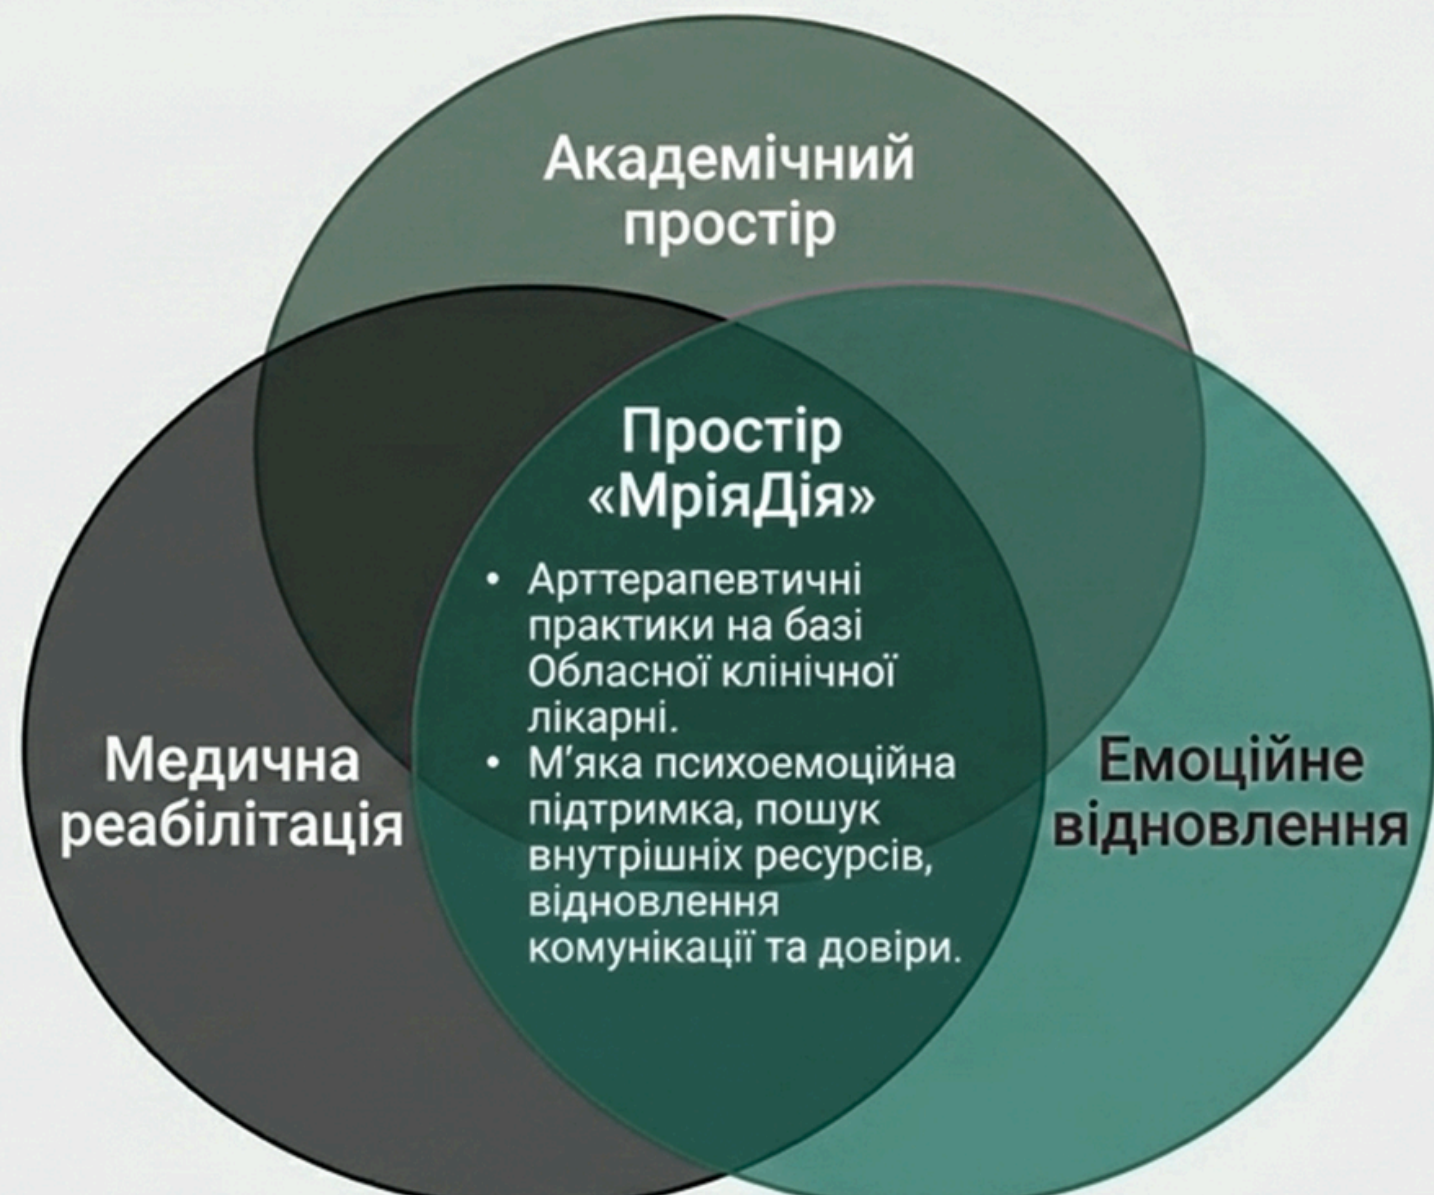 Академічний
простір
Простір
«МріяДія»
• Арттерапевтичні
практики на базі
Обласної клінічної
лікарні.
• М’яка психоемоційна
підтримка, пошук
внутрішніх ресурсів,
відновлення
комунікації та довіри.
Медична
реабілітація
Емоційне
відновлення